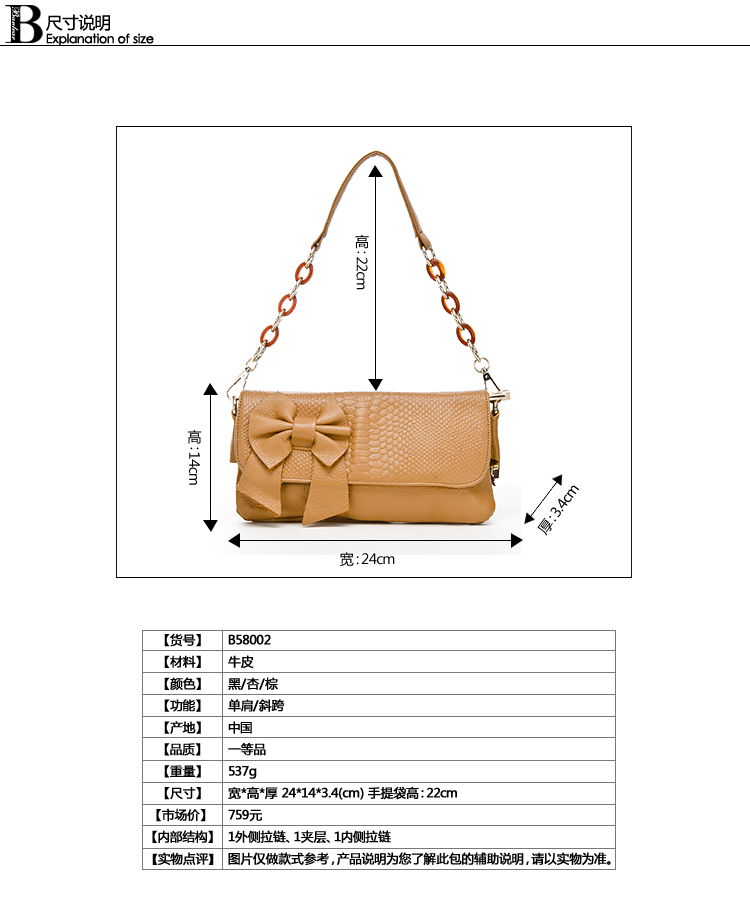 B 尺寸说明
Explanation of size
高:22cm
高:14cm
厚:3.4cm
宽:24cm
【货号】 B58002
【材料】 牛皮
【颜色】 黑/杏/棕
【功能】 单肩/斜跨
【产地】 中国
【品质】 一等品
【重量】 537g
【尺寸】 宽*高*厚 24*14*3.4(cm) 手提袋高:22cm
【市场价】 759元
【内部结构】 1外侧拉链、1夹层、1内侧拉链
【实物点评】 图片仅做款式参考,产品说明为您了解此包的辅助说明,请以实物为准。